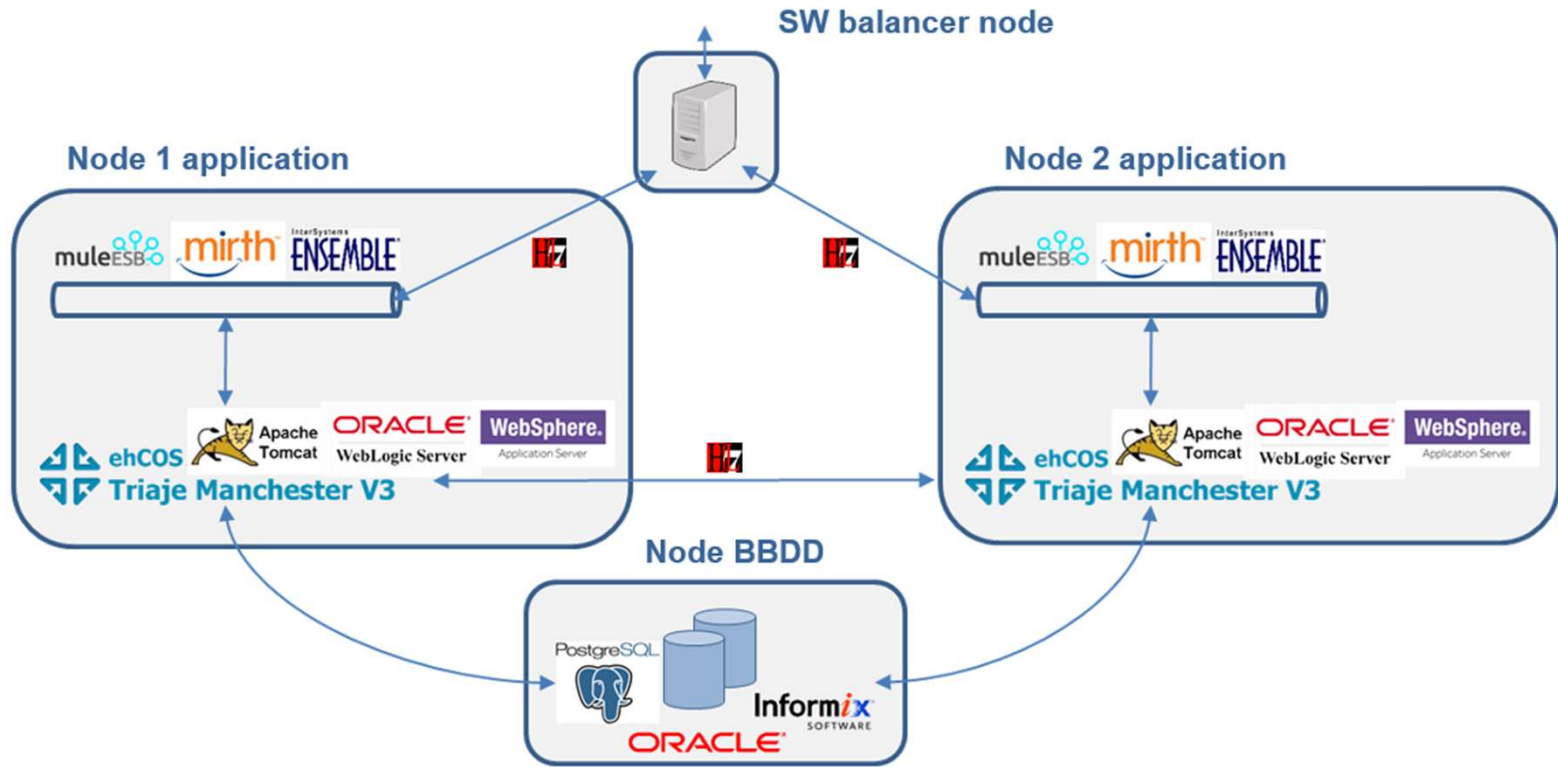 SW balancer node
Node 1 application
Node 2 application
muleESB
mirth™
InterSystems
ENSEMBLE®
HL7
HL7
muleESB
mirth™
InterSystems
ENSEMBLE®
Apache
Tomcat
ORACLE®
WebLogic Server
WebSphere®
Application Server
ehCOS
Triaje Manchester V3
HL7
Apache
Tomcat
ORACLE®
WebLogic Server
WebSphere®
Application Server
ehCOS
Triaje Manchester V3
Node BBDD
PostgreSQL
Informix
SOFTWARE
ORACLE®